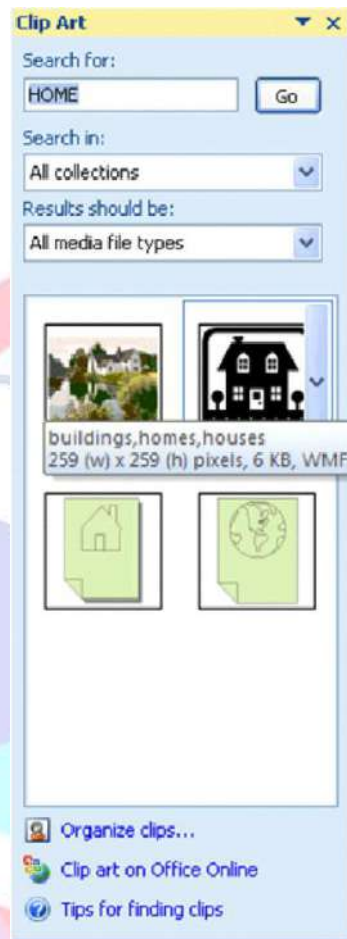 Clip Art
Search for:
HOME
Go
Search in:
All collections
Results should be:
All media file types
buildings,homes,houses
259 (w) x 259 (h) pixels, 6 KB, WMF
Organize clips...
Clip art on Office Online
Tips for finding clips